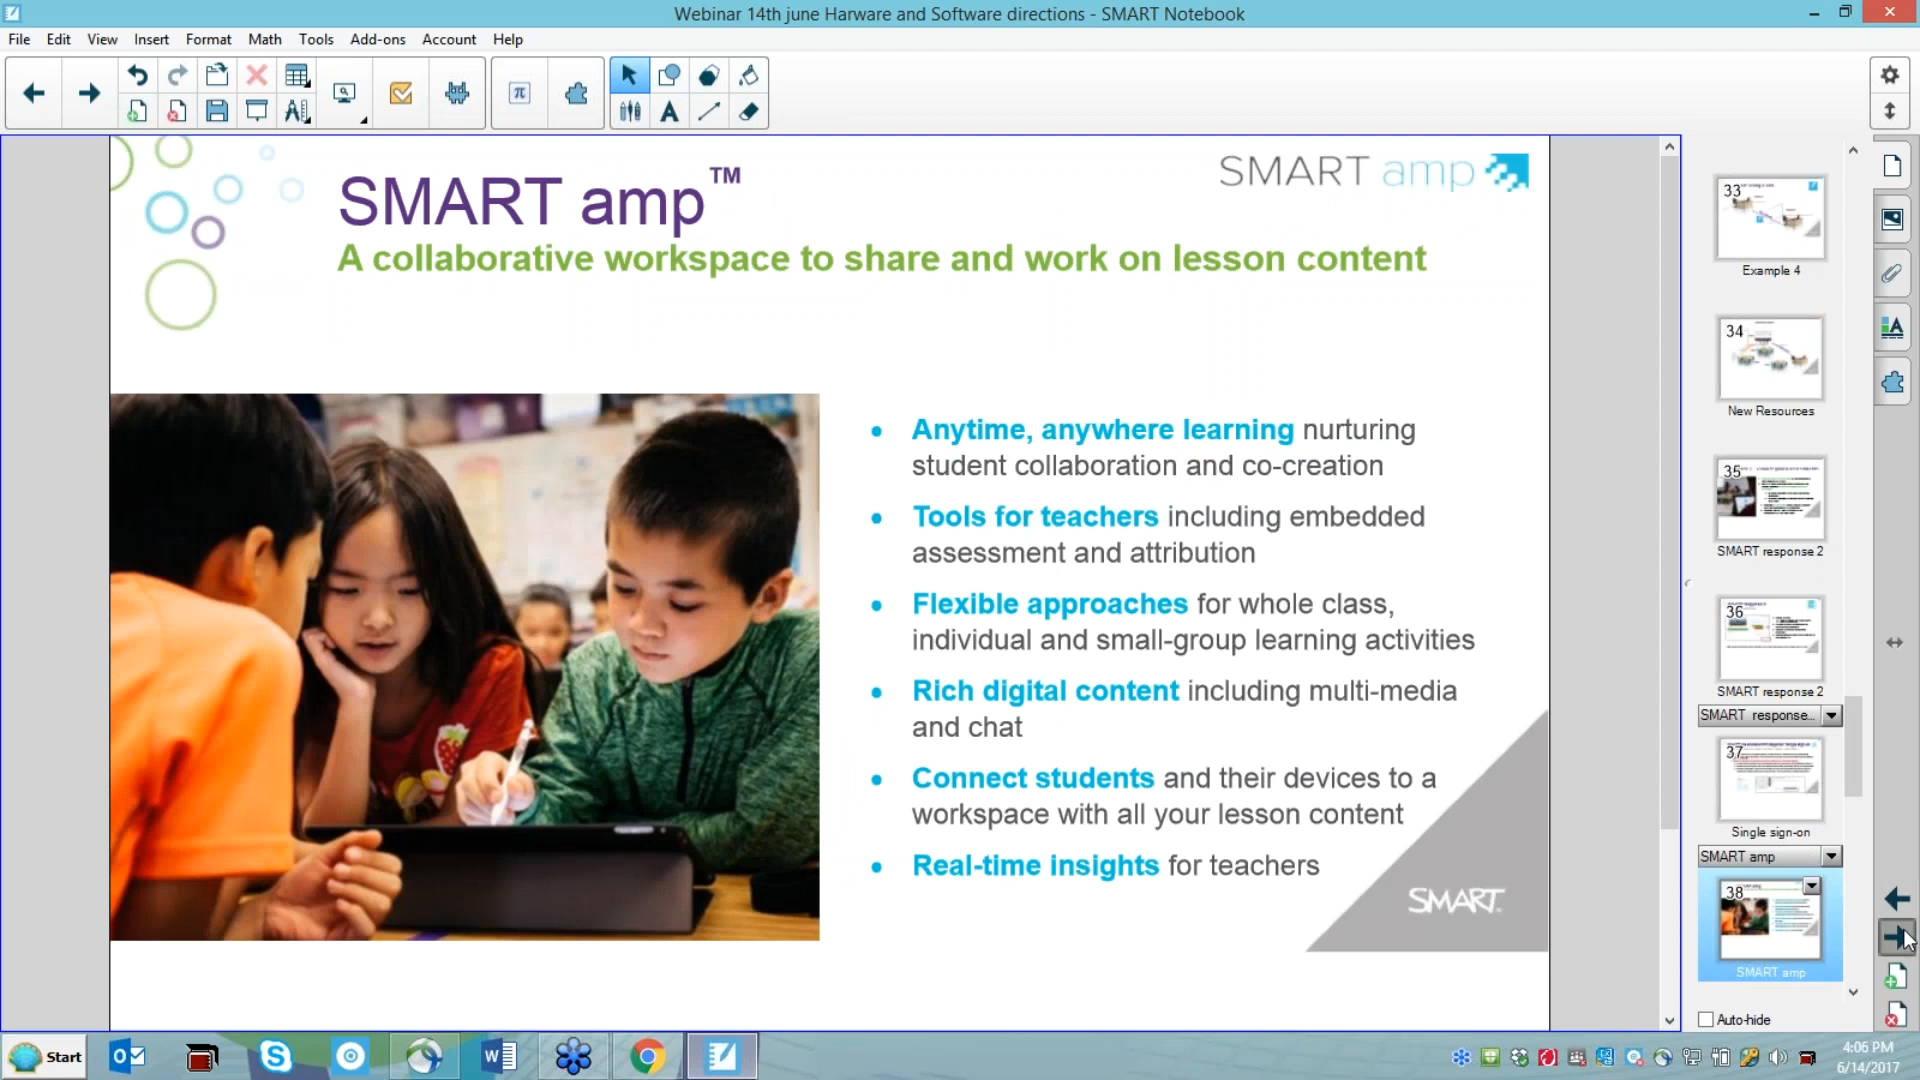 Webinar 14th june Harware and Software directions - SMART Notebook
File Edit View Insert Format Math Tools Add-ons Account Help
SMART amp™
SMART amp
A collaborative workspace to share and work on lesson content
• Anytime, anywhere learning nurturing
student collaboration and co-creation
• Tools for teachers including embedded
assessment and attribution
• Flexible approaches for whole class,
individual and small-group learning activities
• Rich digital content including multi-media
and chat
• Connect students and their devices to a
workspace with all your lesson content
• Real-time insights for teachers
SMART
33
Example 4
34
New Resources
35
SMART response 2
36
SMART response 2
SMART response...
37
Single sign-on
SMART amp
38
SMART amp
Auto-hide
Start
4:06 PM
6/14/2017